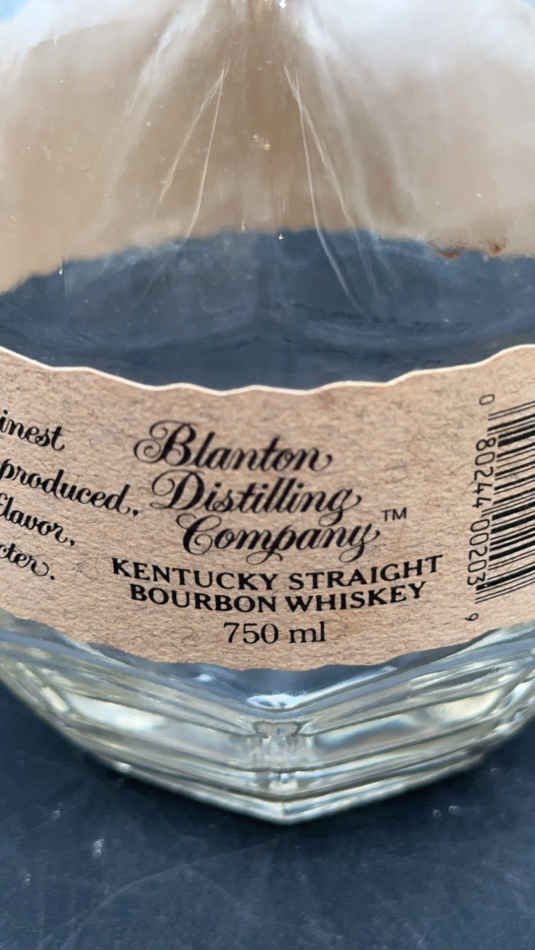 inest
produced,
flavor,
cter.
Blanton
Distilling
Company™
KENTUCKY STRAIGHT
BOURBON WHISKEY
750 ml
0 80244 00203 9